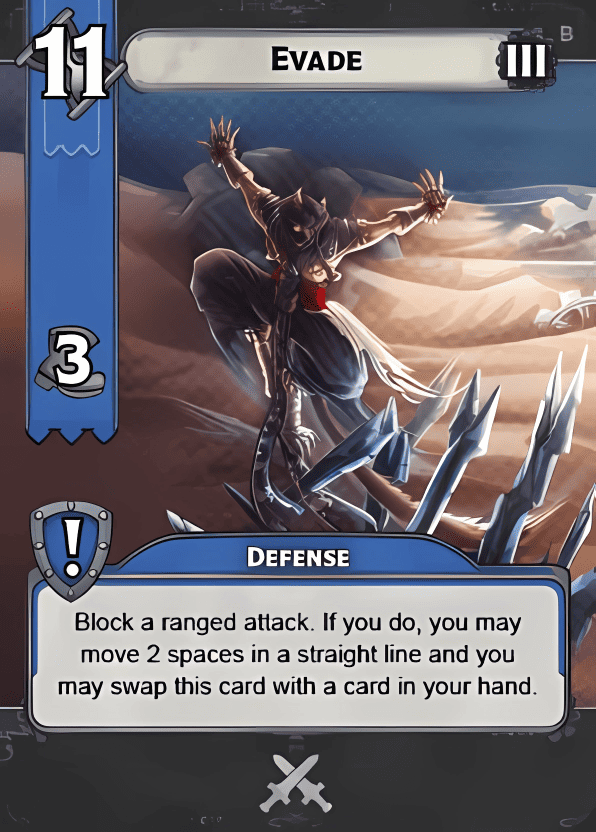 11
EVADE
III
B
3
!
DEFENSE
Block a ranged attack. If you do, you may
move 2 spaces in a straight line and you
may swap this card with a card in your hand.